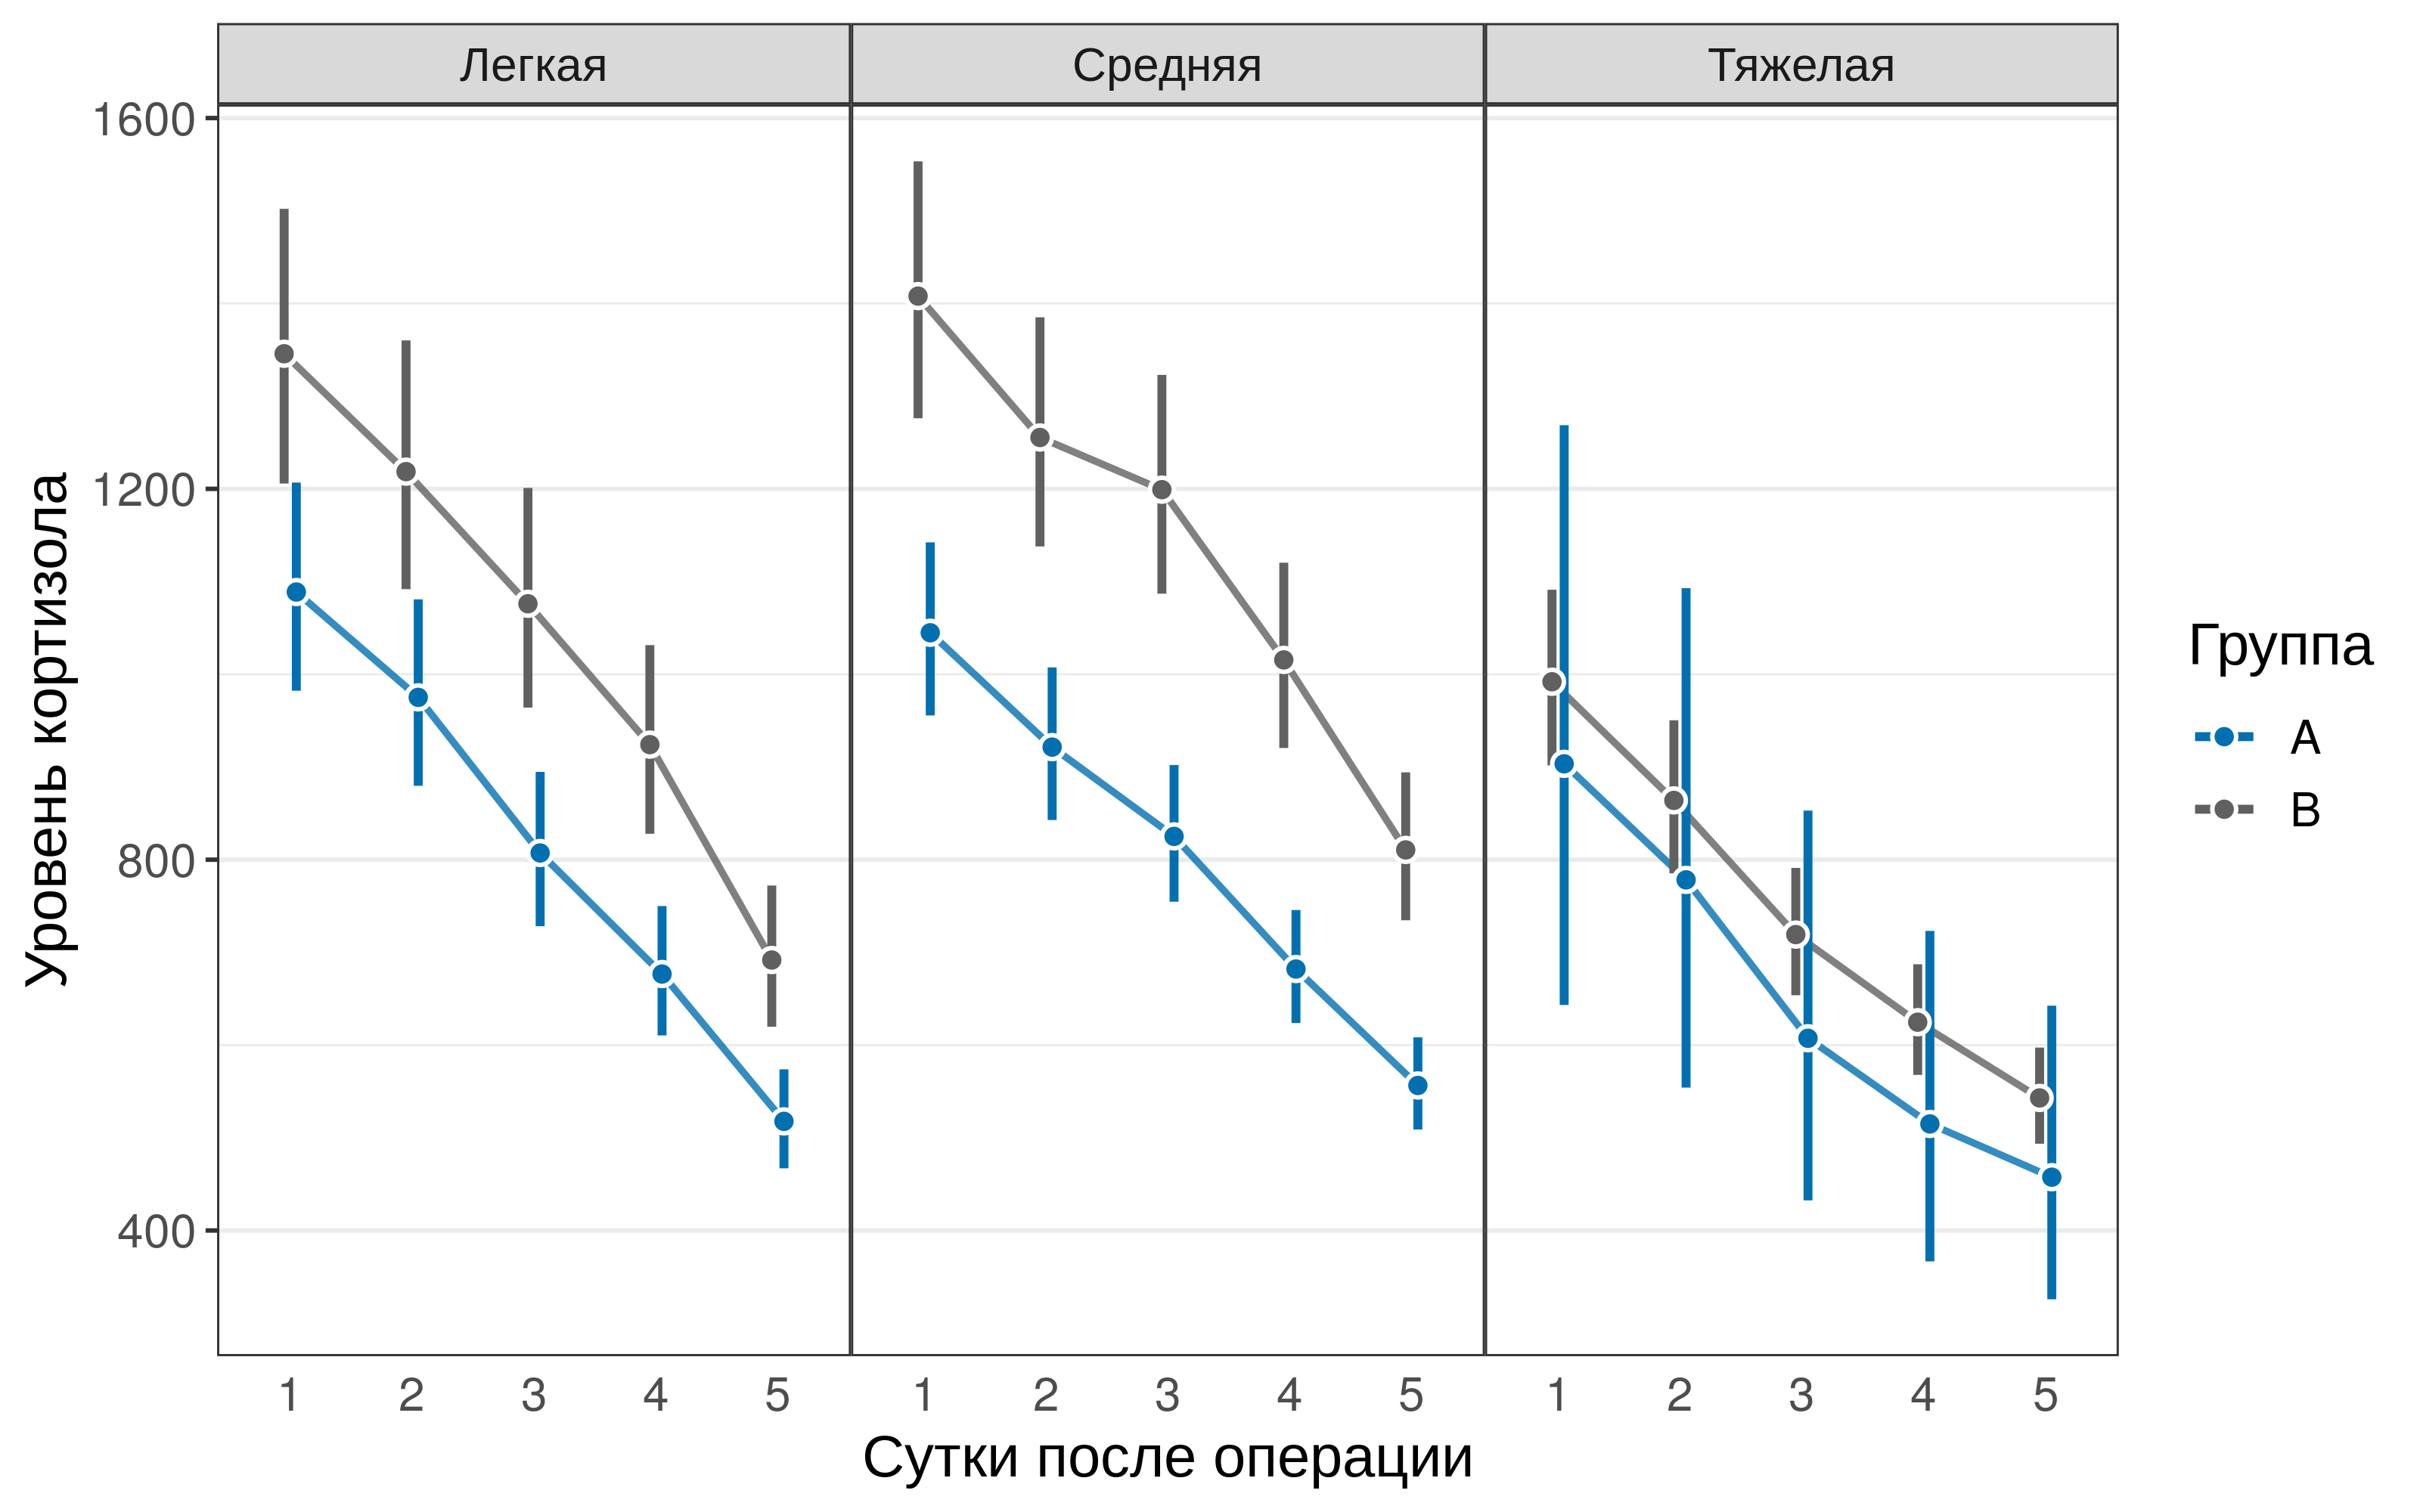 Легкая
Средняя
Тяжелая
1600
1200
800
400
Уровень кортизола
1 2 3 4 5
1 2 3 4 5
1 2 3 4 5
Сутки после операции
Группа
A
B